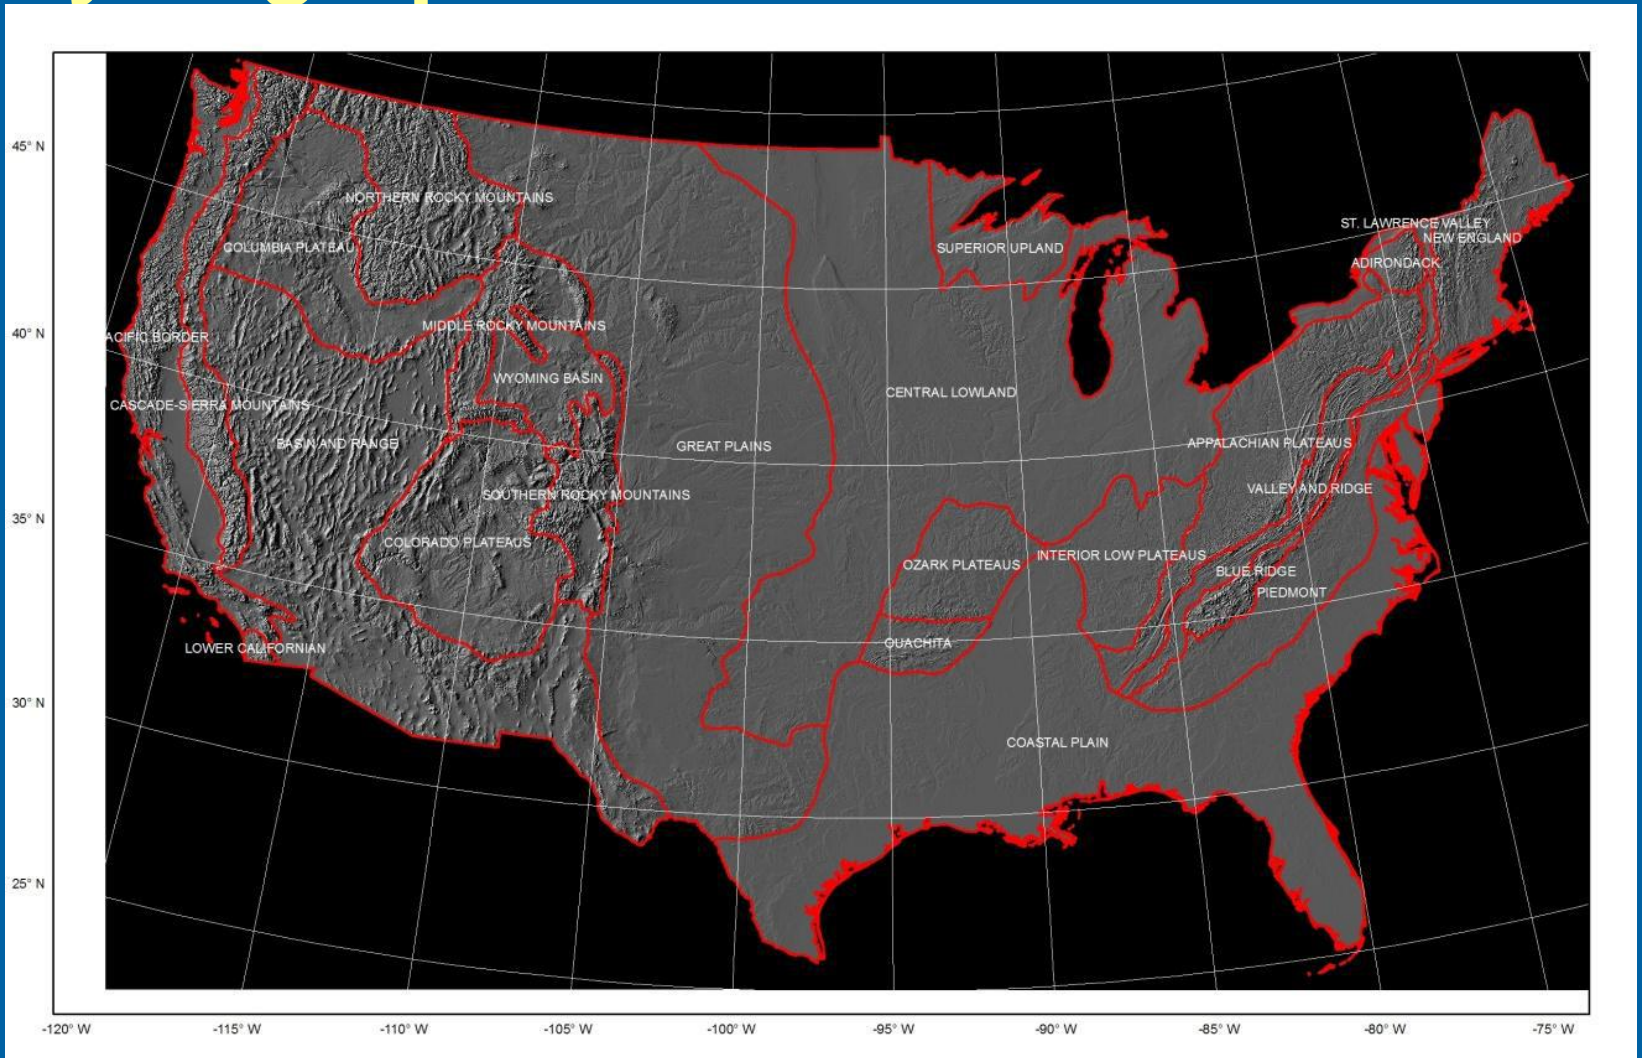 45° N
NORTHERN ROCKY MOUNTAINS
ST. LAWRENCE VALLEY
NEW ENGLAND
COLUMBIA PLATEAU
SUPERIOR UPLAND
ADIRONDACK
40° N
MIDDLE ROCKY MOUNTAINS
ACIFIC BORDER
WYOMING BASIN
CENTRAL LOWLAND
CASCADE-SIERRA MOUNTAINS
BASIN AND RANGE
GREAT PLAINS
APPALACHIAN PLATEAUS
VALLEY AND RIDGE
SOUTHERN ROCKY MOUNTAINS
35° N
COLORADO PLATEAUS
INTERIOR LOW PLATEAUS
OZARK PLATEAUS
BLUE RIDGE
PIEDMONT
OUACHITA
LOWER CALIFORNIAN
30° N
COASTAL PLAIN
25° N
-120° W -115° W -110° W -105° W -100° W -95° W -90° W -85° W -80° W -75° W